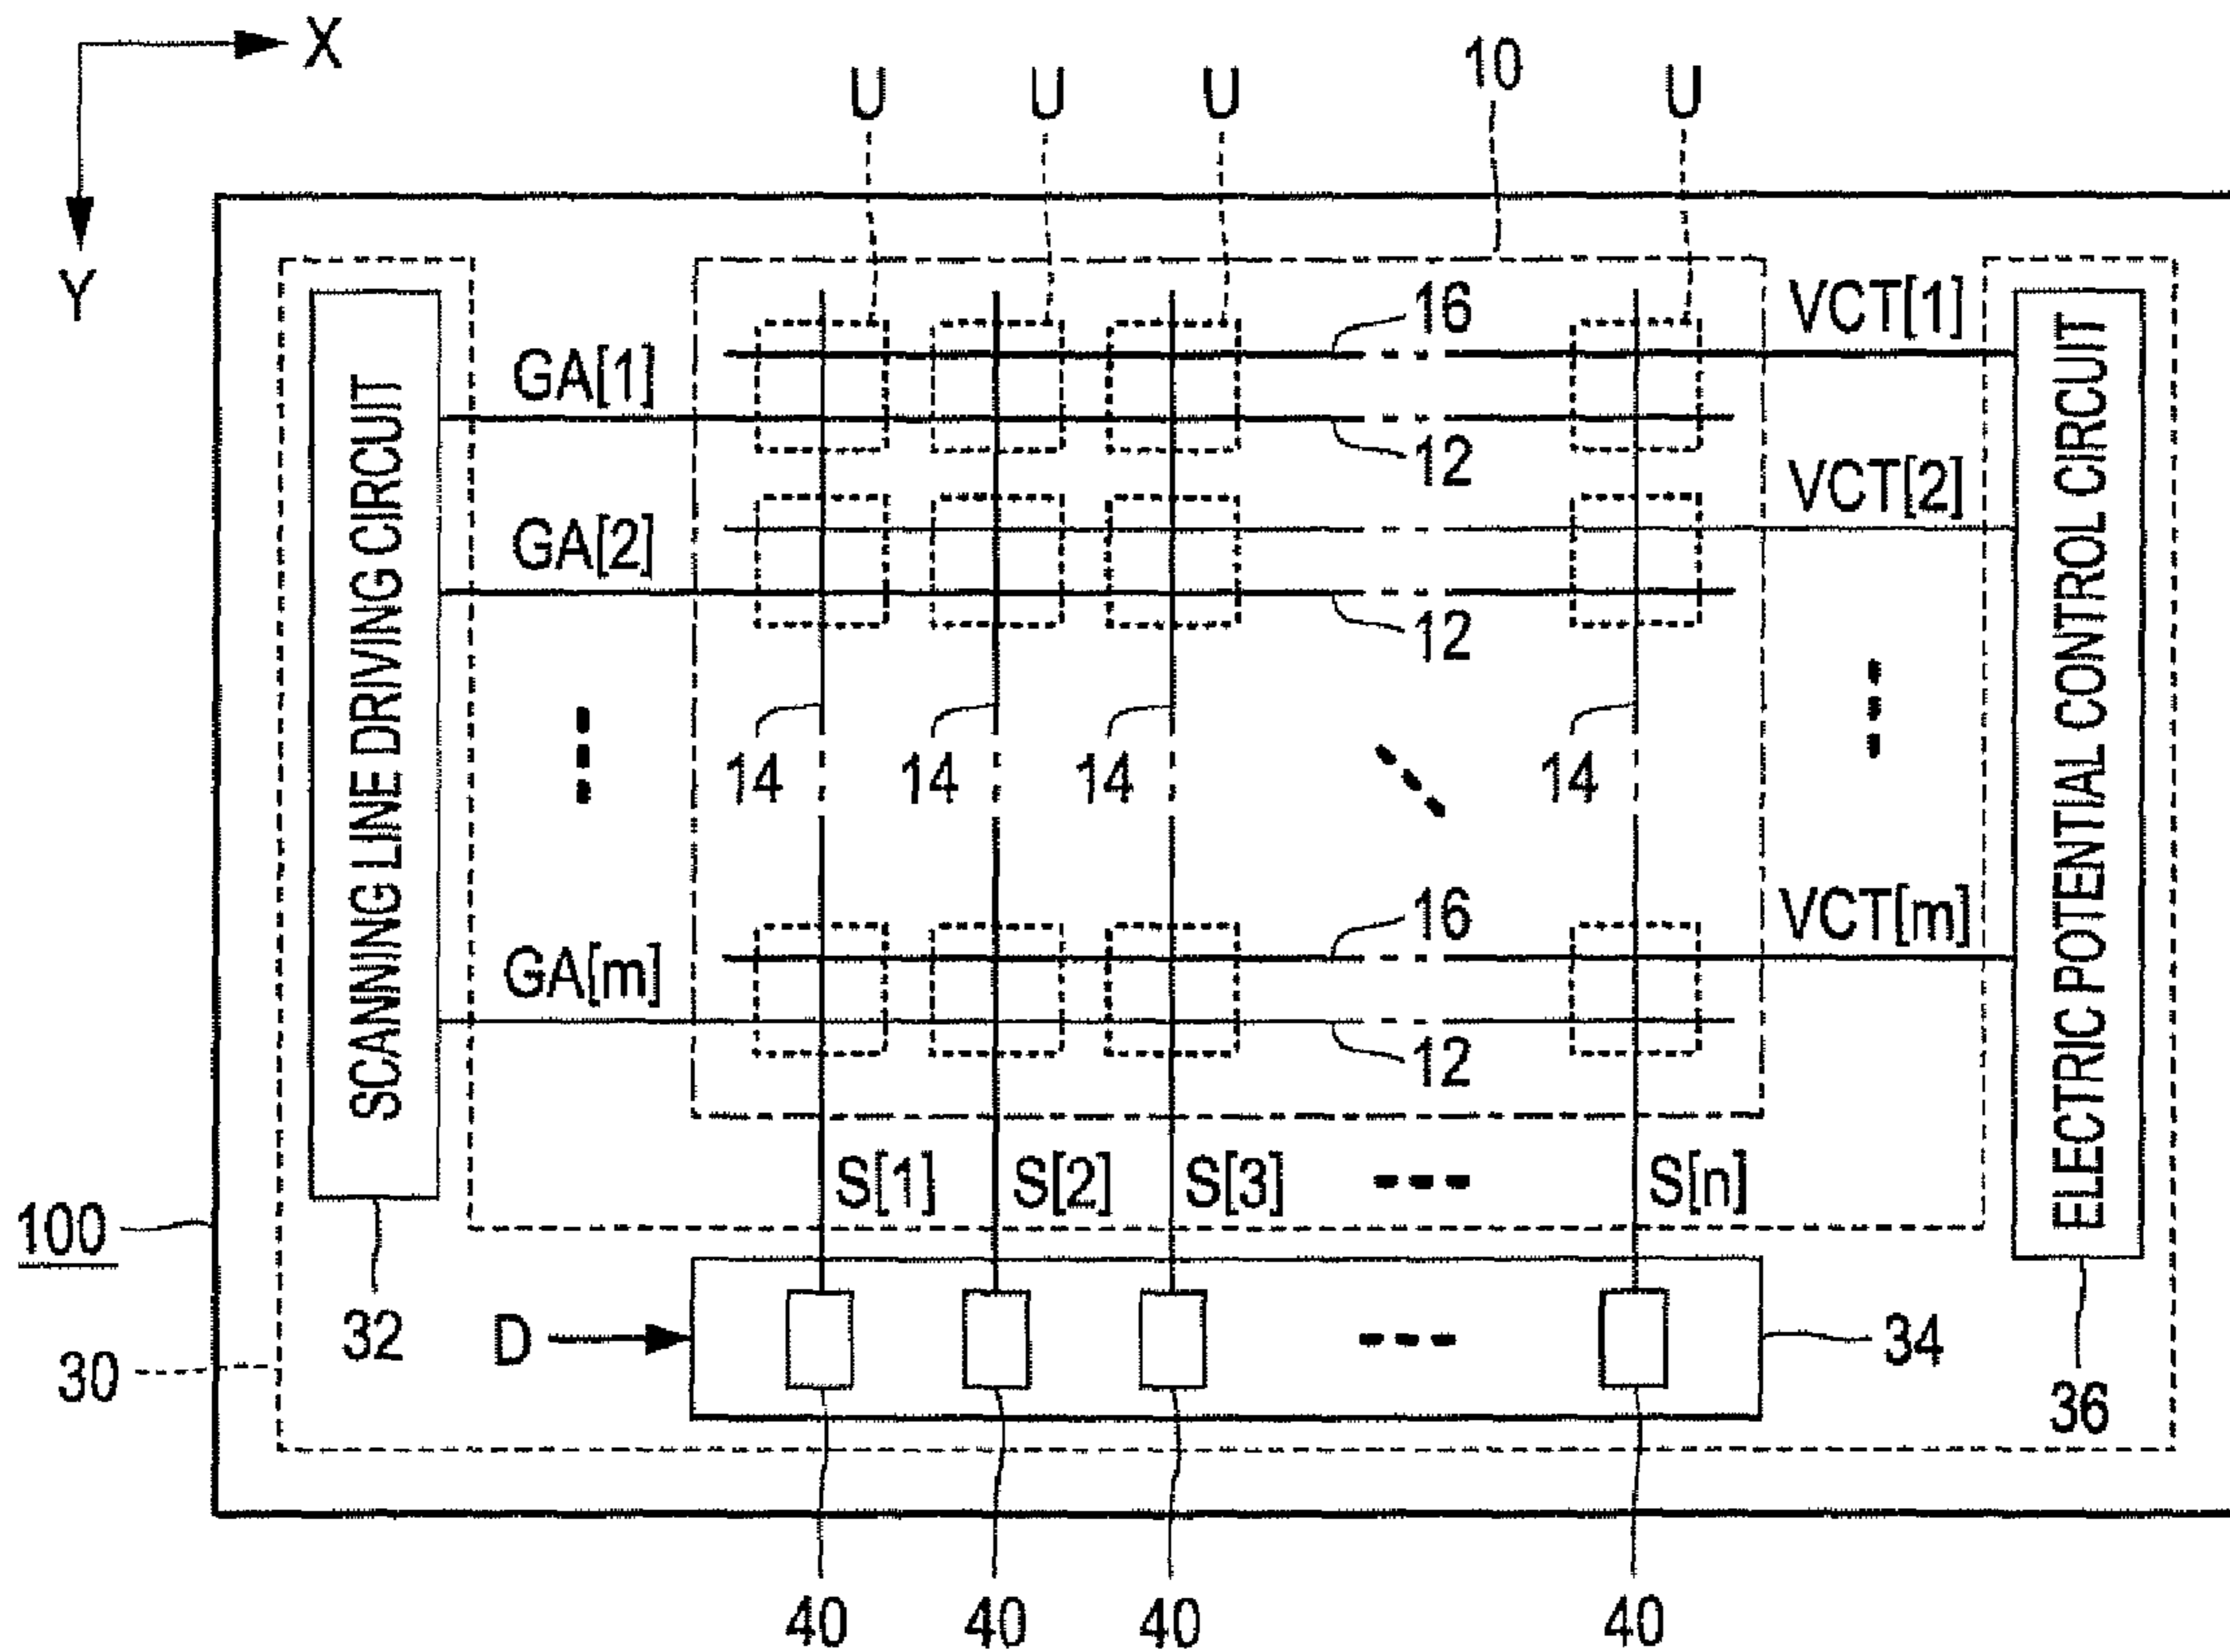 X
10
U U U U
Y
16 VCT[1]
GA[1]
12
VCT[2]
GA[2]
12
SCANNING LINE DRIVING CIRCUIT
ELECTRIC POTENTIAL CONTROL CIRCUIT
14 14 14 14
16 VCT[m]
GA[m]
12
S[1] S[2] S[3] S[n]
100
32
D
34
30
36
40 40 40 40